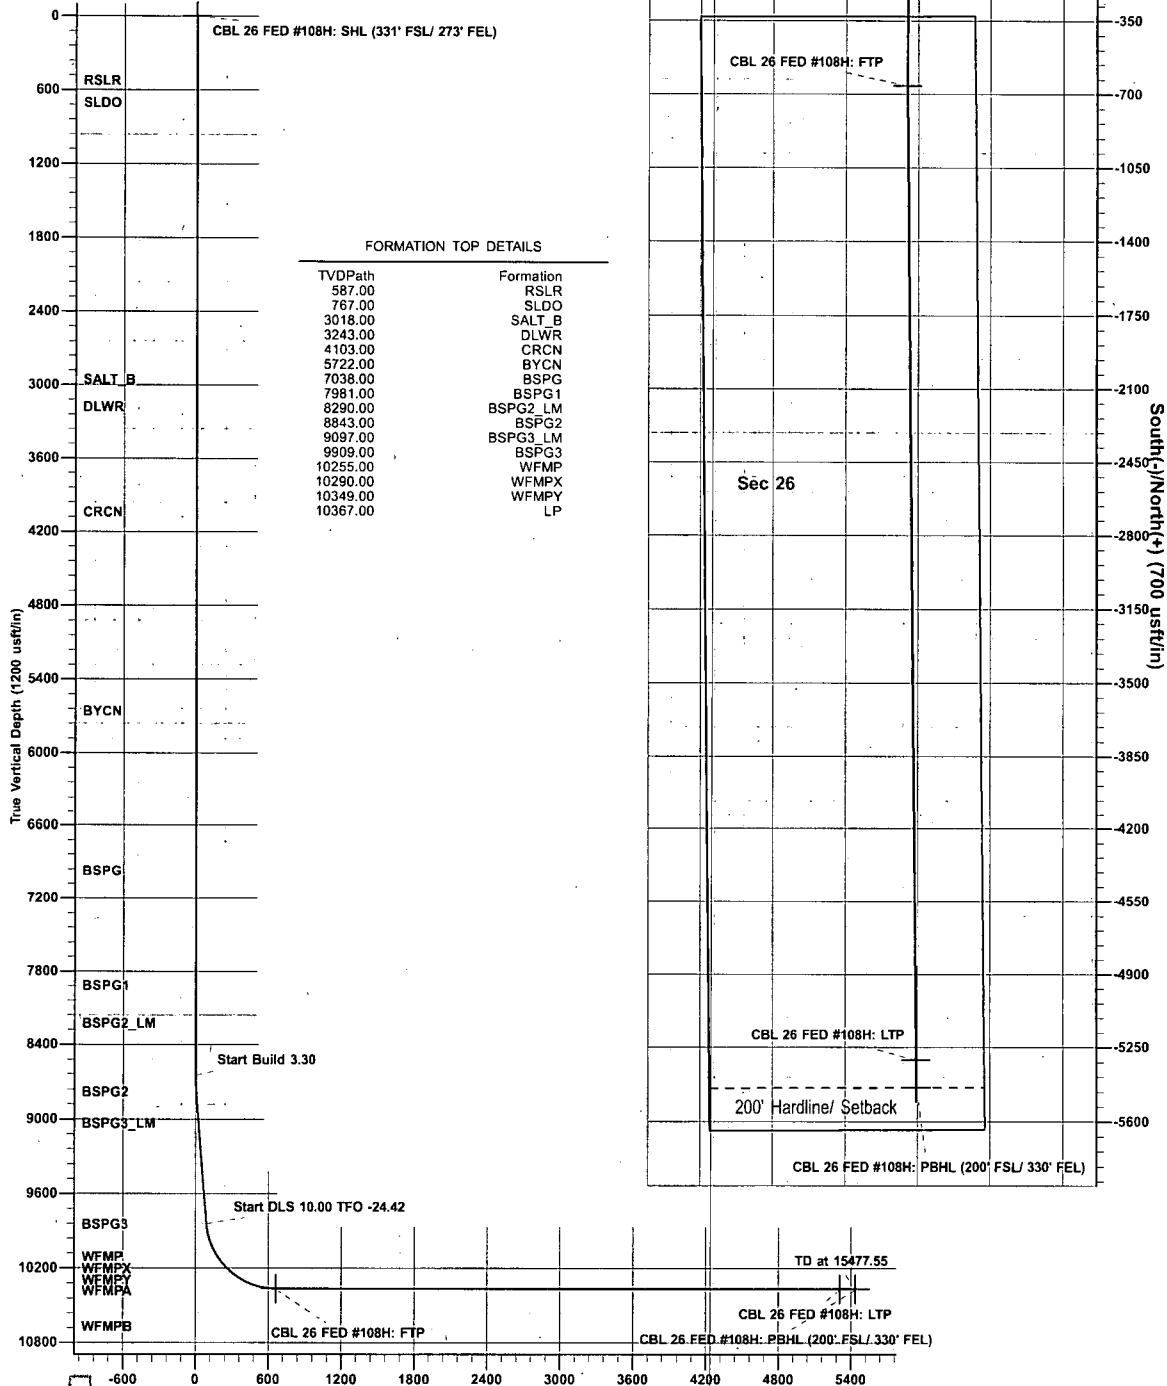 0
600
1200
1800
2400
3000
3600
4200
4800
5400
6000
6600
7200
7800
8400
9000
9600
10200
10800
True Vertical Depth (1200 usft/in)
RSLR
SLDO
SALT_B
DLWR
CRCN
BYCN
BSPG
BSPG1
BSPG2_LM
BSPG2
BSPG3_LM
BSPG3
WFMP
WFMPX
WFMPY
WFMPA
WFMPB
CBL 26 FED #108H: SHL (331' FSL/ 273' FEL)
FORMATION TOP DETAILS
TVDPath Formation
587.00 RSLR
767.00 SLDO
3018.00 SALT_B
3243.00 DLWR
4103.00 CRCN
5722.00 BYCN
7038.00 BSPG
7981.00 BSPG1
8290.00 BSPG2_LM
8843.00 BSPG2
9097.00 BSPG3_LM
9909.00 BSPG3
10255.00 WFMP
10290.00 WFMPX
10349.00 WFMPY
10367.00 LP
Start Build 3.30
Start DLS 10.00 TFO -24.42
TD at 15477.55
CBL 26 FED #108H: FTP
CBL 26 FED #108H: LTP
CBL 26 FED #108H: PBHL (200' FSL/ 330' FEL)
-600 0 600 1200 1800 2400 3000 3600 4200 4800 5400
CBL 26 FED #108H: FTP
Sec 26
CBL 26 FED #108H: LTP
200' Hardline/ Setback
CBL 26 FED #108H: PBHL (200' FSL/ 330' FEL)
-350
-700
-1050
-1400
-1750
-2100
-2450
-2800
-3150
-3500
-3850
-4200
-4550
-4900
-5250
-5600
South(-)/North(+) (700 usft/in)